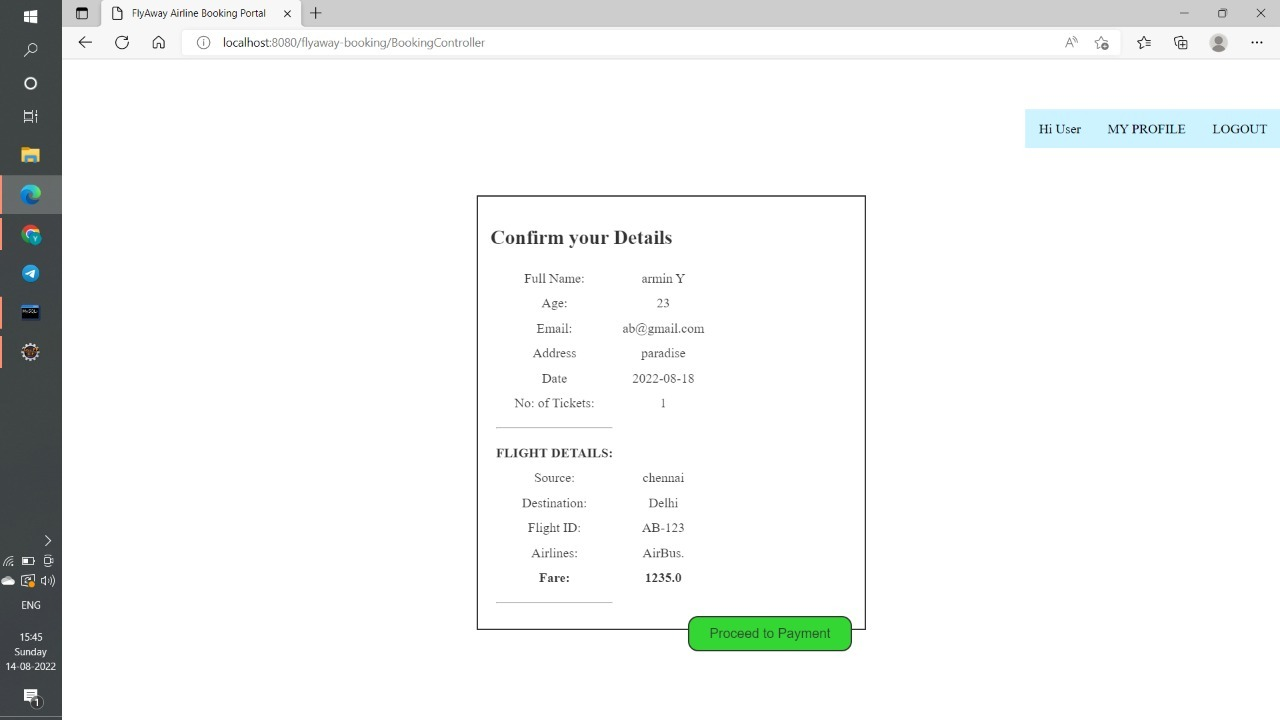 FlyAway Airline Booking Portal
localhost:8080/flyaway-booking/BookingController
Hi User MY PROFILE LOGOUT
Confirm your Details
Full Name: armin Y
Age: 23
Email: ab@gmail.com
Address paradise
Date 2022-08-18
No: of Tickets: 1
FLIGHT DETAILS:
Source: chennai
Destination: Delhi
Flight ID: AB-123
Airlines: AirBus.
Fare: 1235.0
Proceed to Payment
ENG
15:45
Sunday
14-08-2022
1